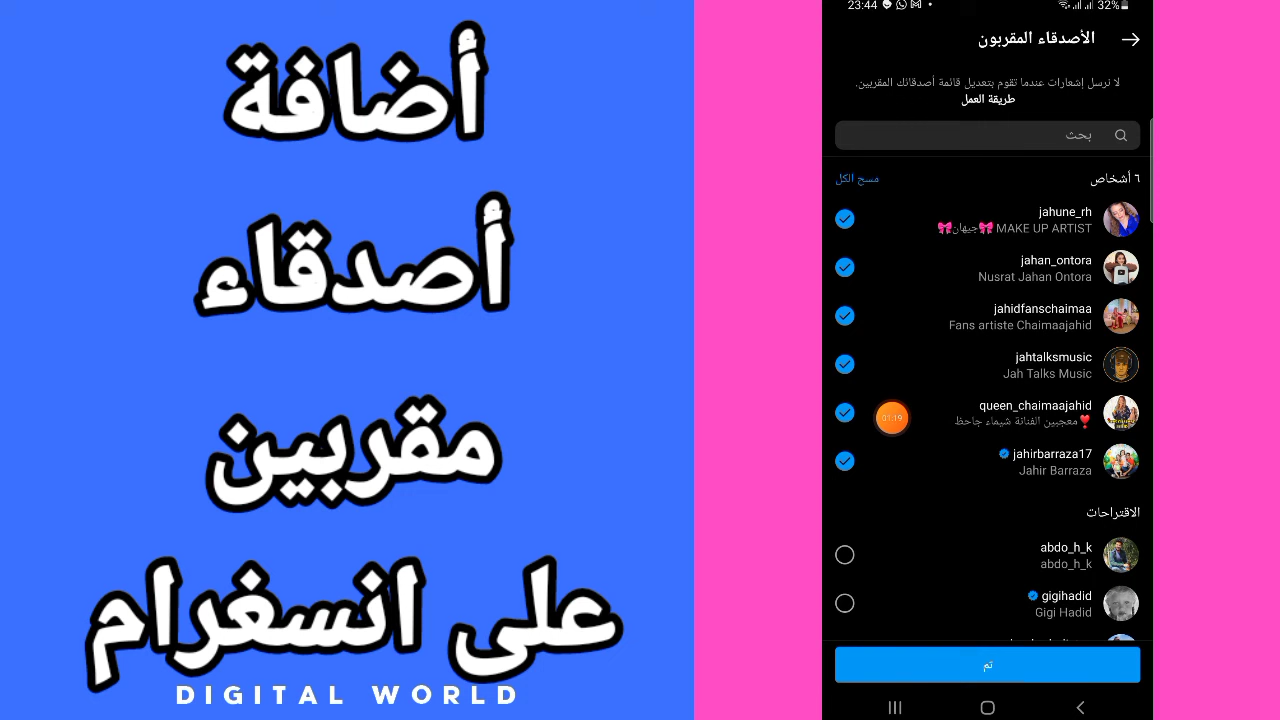 أضافة
أصدقاء
مقربين
على انسغرام
DIGITAL WORLD
23:44
32%
الأصدقاء المقربون
لا نرسل إشعارات عندما تقوم بتعديل قائمة أصدقائك المقربين.
طريقة العمل
بحث
٦ أشخاص
مسح الكل
jahune_rh
MAKE UP ARTIST🎀جيهان🎀
jahan_ontora
Nusrat Jahan Ontora
jahidfanschaimaa
Fans artiste Chaimaajahid
jahtalksmusic
Jah Talks Music
queen_chaimaajahid
❣️معجبين الفنانة شيماء جاحظ
01:19
jahirbarraza17
Jahir Barraza
الاقتراحات
abdo_h_k
abdo_h_k
gigihadid
Gigi Hadid
تم